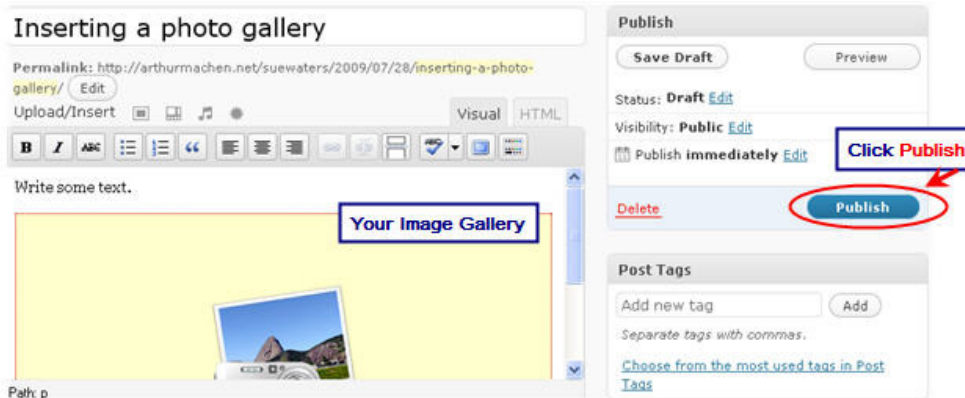 Inserting a photo gallery
Permalink: http://arthurmachen.net/suewaters/2009/07/28/inserting-a-photo-
gallery/ Edit
Upload/Insert
Visual HTML
B I ABC
Write some text.
Your Image Gallery
Path: p
Publish
Save Draft Preview
Status: Draft Edit
Visibility: Public Edit
Publish immediately Edit
Click Publish
Delete Publish
Post Tags
Add new tag Add
Separate tags with commas.
Choose from the most used tags in Post
Tags